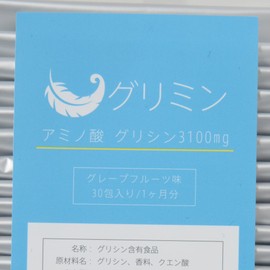 グリミン
アミノ酸 グリシン3100mg
グレープフルーツ味
30包入り/1ヶ月分
名称 : グリシン含有食品
原材料名 : グリシン、香料、クエン酸